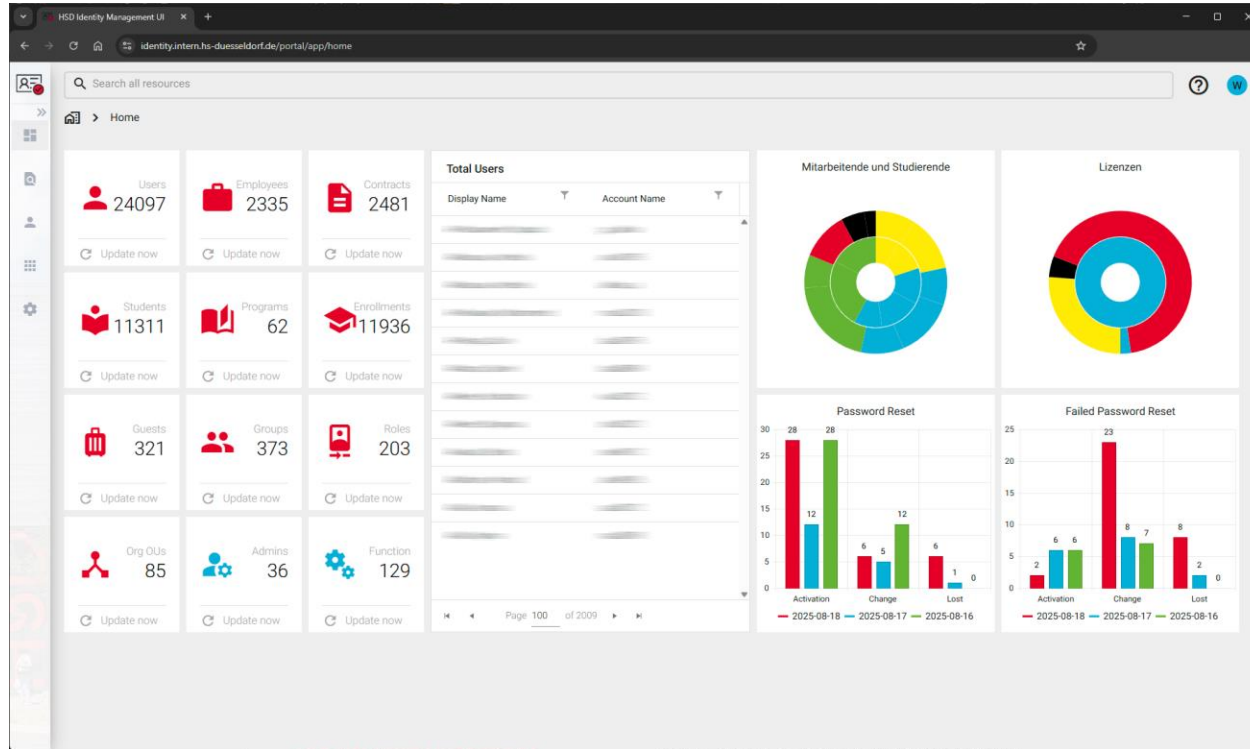 HSD Identity Management UI
identity.intern.hs-duesseldorf.de/portal/app/home
Search all resources
W
Home
Users
24097
Update now
Employees
2335
Update now
Contracts
2481
Update now
Students
11311
Update now
Programs
62
Update now
Enrollments
11936
Update now
Guests
321
Update now
Groups
373
Update now
Roles
203
Update now
Org OUs
85
Update now
Admins
36
Update now
Function
129
Update now
Total Users
Display Name Account Name
Page 100 of 2009
Mitarbeitende und Studierende
Lizenzen
Password Reset
30
25
20
15
10
5
0
28 12 28
6 5 12
6 1 0
Activation Change Lost
2025-08-18 2025-08-17 2025-08-16
Failed Password Reset
25
20
15
10
5
0
2 6 6
23 8 7
8 2 0
Activation Change Lost
2025-08-18 2025-08-17 2025-08-16